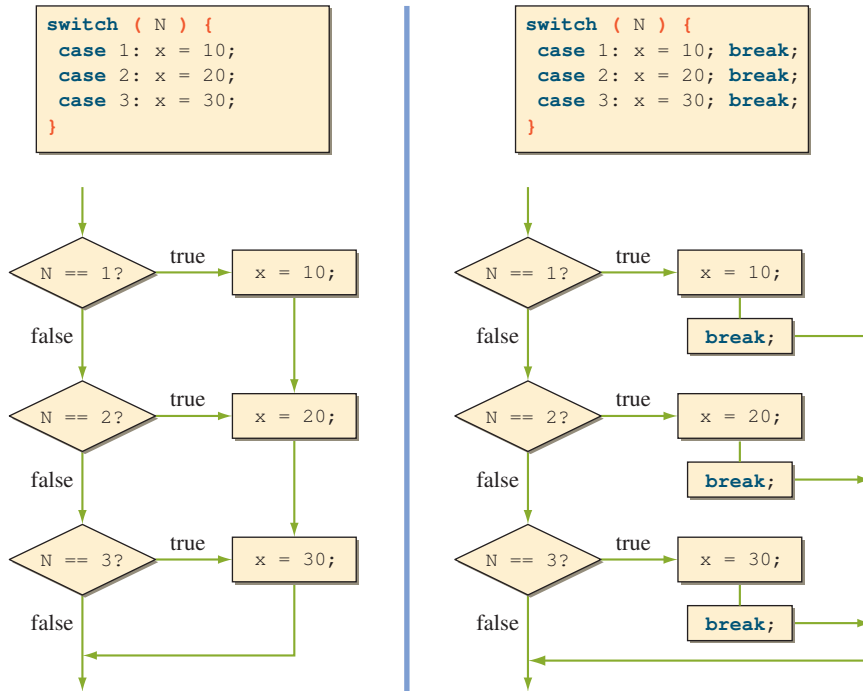 switch ( N ) {
case 1: x = 10;
case 2: x = 20;
case 3: x = 30;
}
N == 1?
true
x = 10;
false
N == 2?
true
x = 20;
false
N == 3?
true
x = 30;
false
switch ( N ) {
case 1: x = 10; break;
case 2: x = 20; break;
case 3: x = 30; break;
}
N == 1?
true
x = 10;
false
break;
N == 2?
true
x = 20;
false
break;
N == 3?
true
x = 30;
false
break;